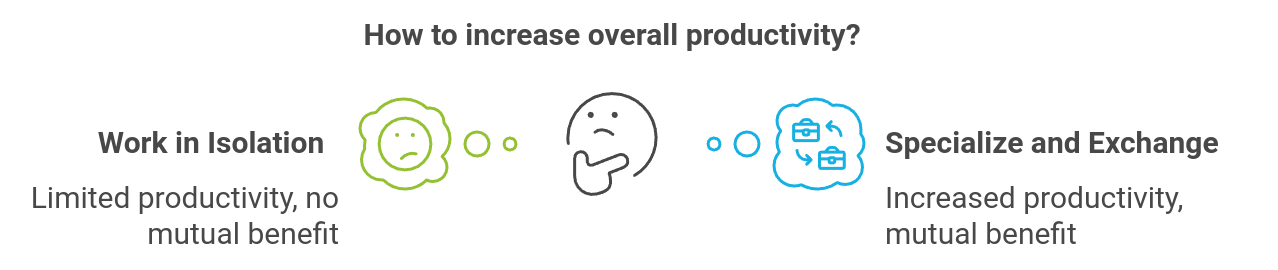 How to increase overall productivity?
Work in Isolation
Limited productivity, no
mutual benefit
Specialize and Exchange
Increased productivity,
mutual benefit